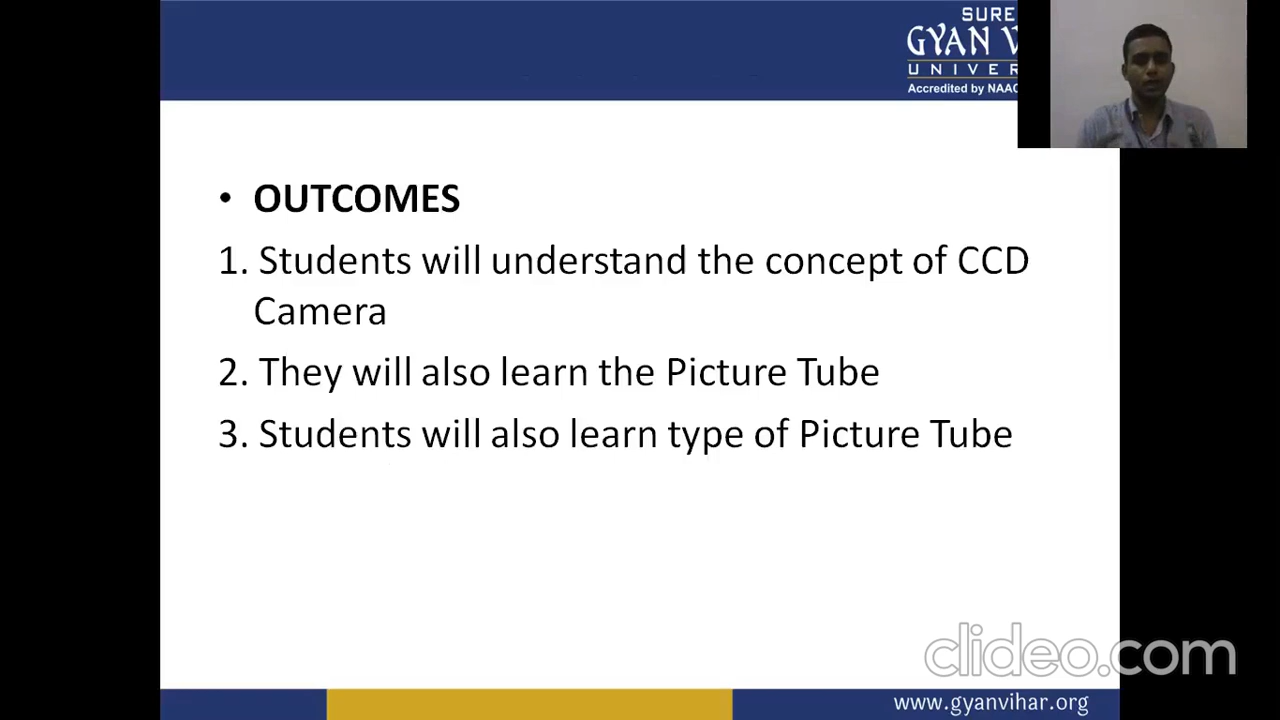 SURE
GYAN V
UNIVER
Accredited by NAAC
• OUTCOMES
1. Students will understand the concept of CCD
Camera
2. They will also learn the Picture Tube
3. Students will also learn type of Picture Tube
clideo.com
www.gyanvihar.org